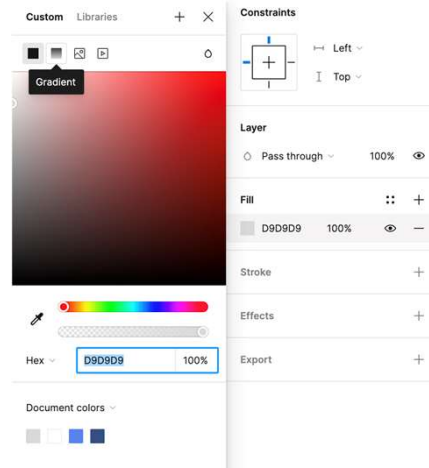 Custom Libraries
Gradient
Hex D9D9D9 100%
Document colors
Constraints
Left
Top
Layer
Pass through 100%
Fill
D9D9D9 100%
Stroke
Effects
Export